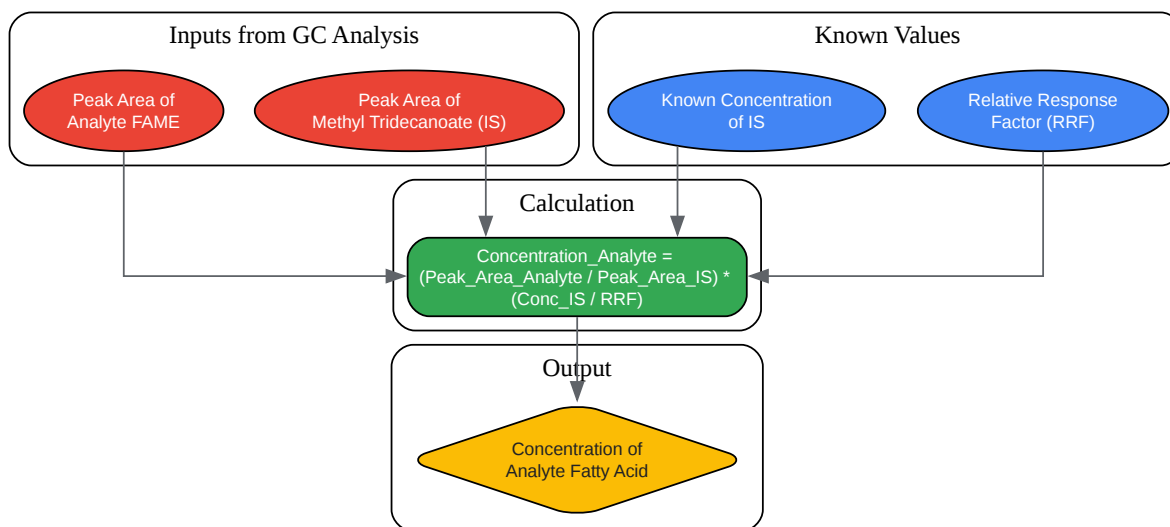 Inputs from GC Analysis
Known Values
Peak Area of
Analyte FAME
Peak Area of
Methyl Tridecanoate (IS)
Known Concentration
of IS
Relative Response
Factor (RRF)
Calculation
Concentration_Analyte =
(Peak_Area_Analyte / Peak_Area_IS) *
(Conc_IS / RRF)
Output
Concentration of
Analyte Fatty Acid